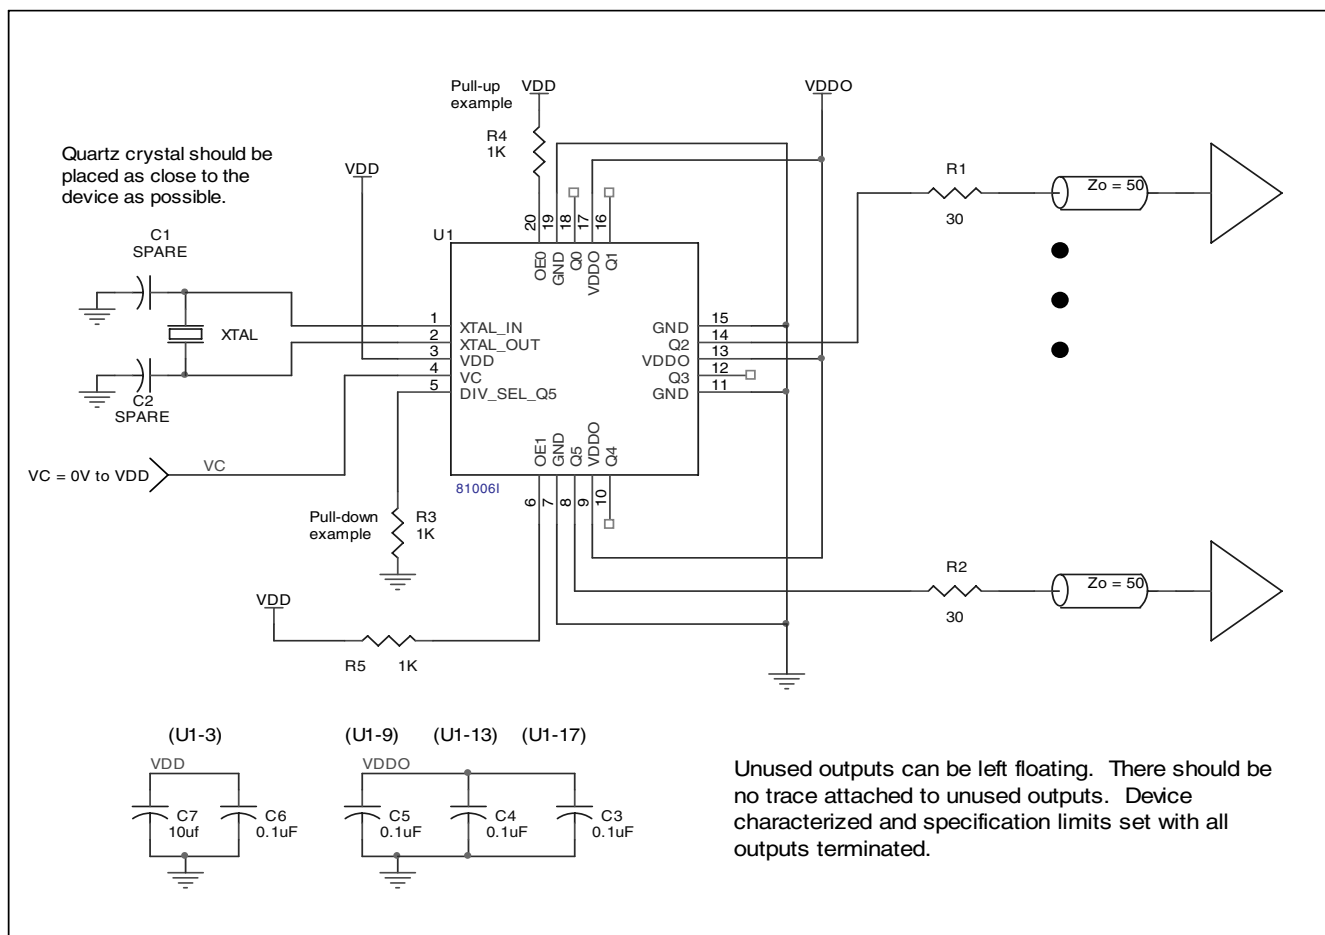 Pull-up
example
VDD
VDDO
R4
1K
Quartz crystal should be
placed as close to the
device as possible.
VDD
R1
30
Zo = 50
C1
SPARE
U1
20
19
18
17
16
OE0
GND
Q0
VDDO
Q1
XTAL
1
2
3
4
5
XTAL_IN
XTAL_OUT
VDD
VC
DIV_SEL_Q5
GND
Q2
VDDO
Q3
GND
15
14
13
12
11
C2
SPARE
OE1
GND
Q5
VDDO
Q4
6
7
8
9
10
81006I
VC = 0V to VDD
VC
Pull-down
example
R3
1K
R2
30
Zo = 50
VDD
R5
1K
(U1-3)
(U1-9)
(U1-13)
(U1-17)
VDD
VDDO
C7
10uf
C6
0.1uF
C5
0.1uF
C4
0.1uF
C3
0.1uF
Unused outputs can be left floating. There should be
no trace attached to unused outputs. Device
characterized and specification limits set with all
outputs terminated.